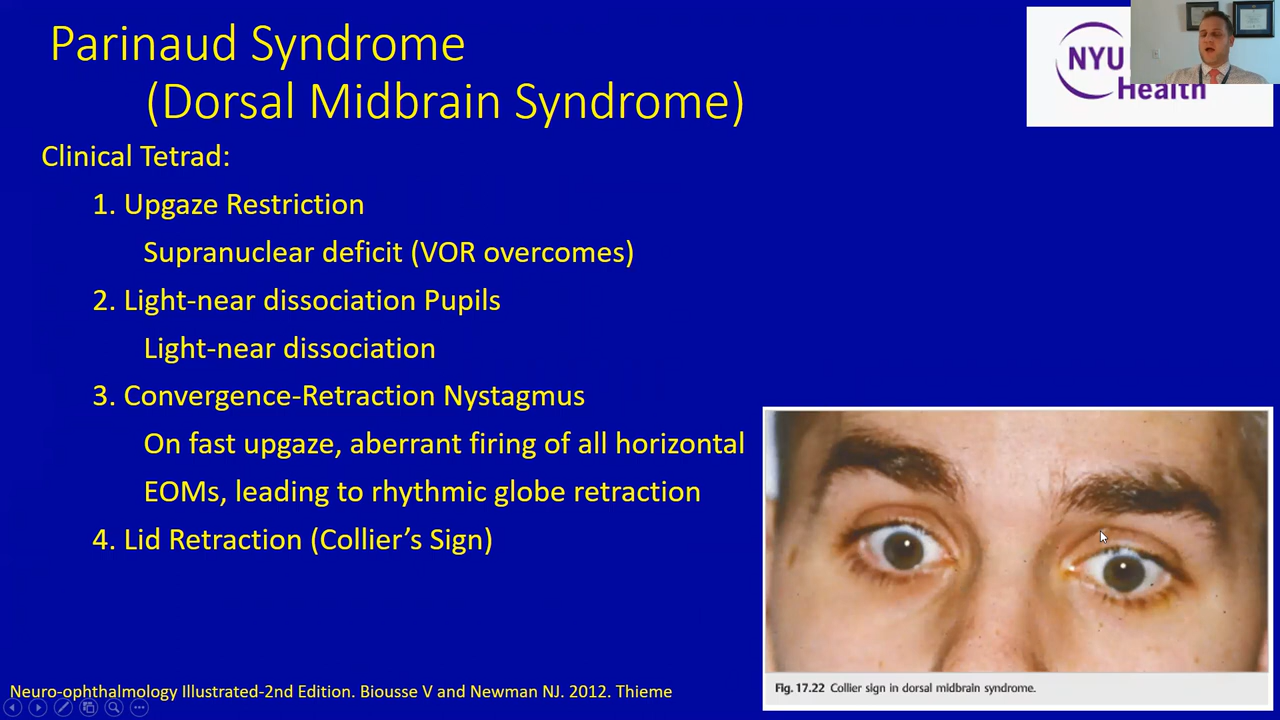 Parinaud Syndrome
(Dorsal Midbrain Syndrome)
NYU
Health
Clinical Tetrad:
1. Upgaze Restriction
Supranuclear deficit (VOR overcomes)
2. Light-near dissociation Pupils
Light-near dissociation
3. Convergence-Retraction Nystagmus
On fast upgaze, aberrant firing of all horizontal
EOMs, leading to rhythmic globe retraction
4. Lid Retraction (Collier’s Sign)
Fig. 17.22 Collier sign in dorsal midbrain syndrome.
Neuro-ophthalmology Illustrated-2nd Edition. Biousse V and Newman NJ. 2012. Thieme